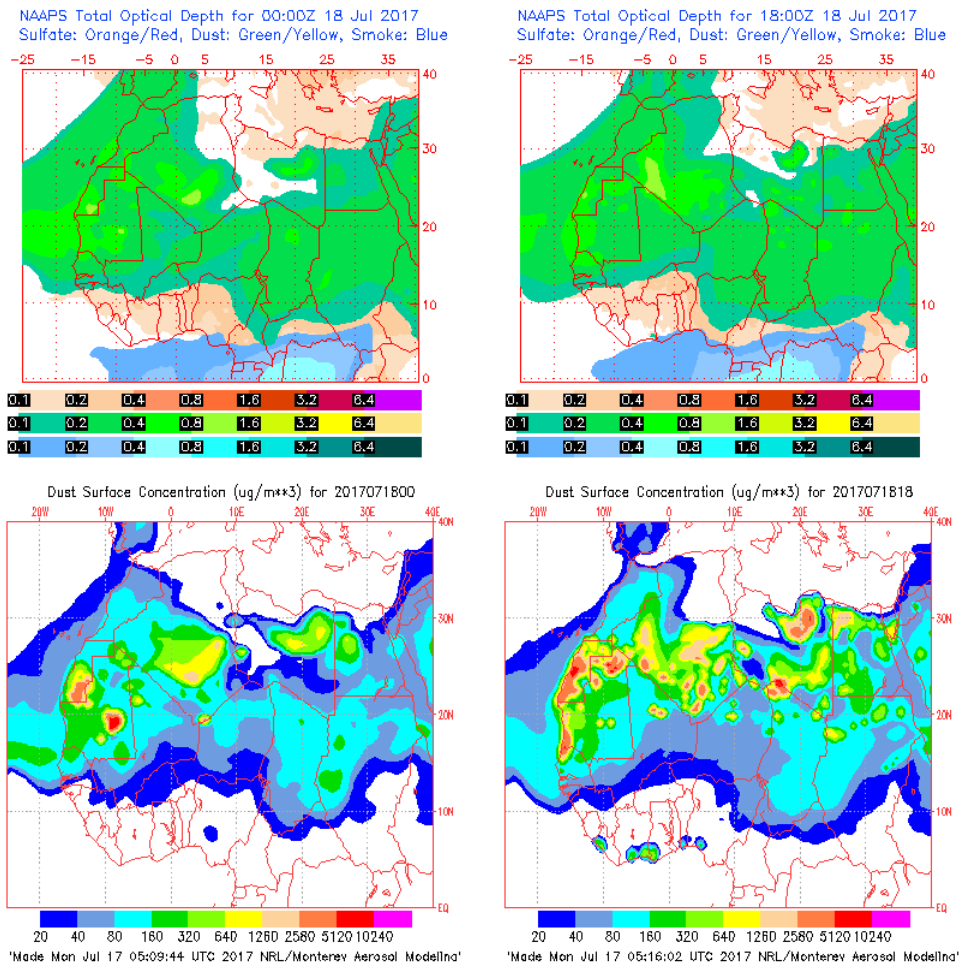 NAAPS Total Optical Depth for 00:00Z 18 Jul 2017
Sulfate: Orange/Red, Dust: Green/Yellow, Smoke: Blue
-25 -15 -5 0 5 15 25 35
40
30
20
10
0
0.1 0.2 0.4 0.8 1.6 3.2 6.4
0.1 0.2 0.4 0.8 1.6 3.2 6.4
0.1 0.2 0.4 0.8 1.6 3.2 6.4
NAAPS Total Optical Depth for 18:00Z 18 Jul 2017
Sulfate: Orange/Red, Dust: Green/Yellow, Smoke: Blue
-25 -15 -5 0 5 15 25 35
40
30
20
10
0
0.1 0.2 0.4 0.8 1.6 3.2 6.4
0.1 0.2 0.4 0.8 1.6 3.2 6.4
0.1 0.2 0.4 0.8 1.6 3.2 6.4
Dust Surface Concentration (ug/m**3) for 2017071800
20W 10W 0 10E 20E 30E 40E
40N
30N
20N
10N
EQ
20 40 80 160 320 640 1260 2580 5120 10240
'Made Mon Jul 17 05:09:44 UTC 2017 NRL/Monterey Aerosol Modeling'
Dust Surface Concentration (ug/m**3) for 2017071818
20W 10W 0 10E 20E 30E 40E
40N
30N
20N
10N
EQ
20 40 80 160 320 640 1260 2580 5120 10240
'Made Mon Jul 17 05:16:02 UTC 2017 NRL/Monterey Aerosol Modeling'